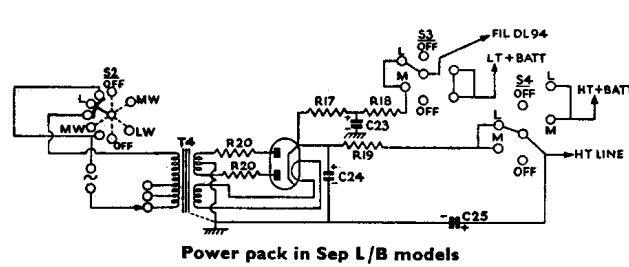 S3
OFF
FIL DL94
L
LT+BATT
M
OFF
S4
OFF
L
HT+BATT
M
L
M
OFF
HT LINE
S2
OFF
MW
L
MW
LW
OFF
T4
R20
R20
R17
R18
+
-
C23
R19
+
-
C24
-
+
C25
~
Power pack in Sep L/B models